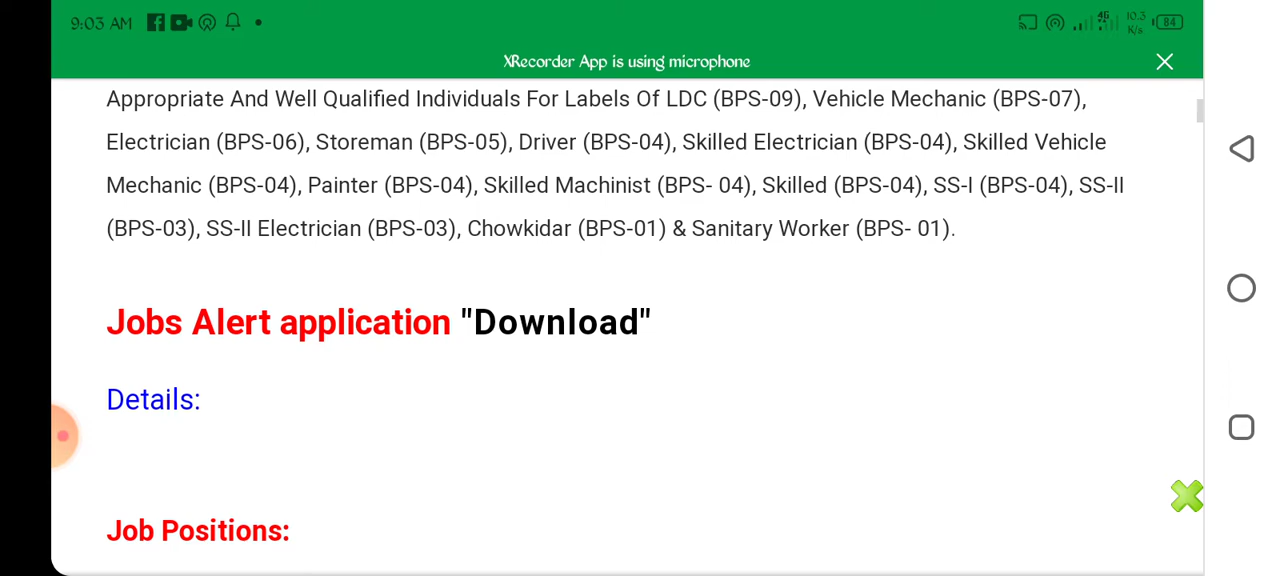 9:03 AM
4G
10.3
K/s
84
XRecorder App is using microphone
Appropriate And Well Qualified Individuals For Labels Of LDC (BPS-09), Vehicle Mechanic (BPS-07),
Electrician (BPS-06), Storeman (BPS-05), Driver (BPS-04), Skilled Electrician (BPS-04), Skilled Vehicle
Mechanic (BPS-04), Painter (BPS-04), Skilled Machinist (BPS- 04), Skilled (BPS-04), SS-I (BPS-04), SS-II
(BPS-03), SS-II Electrician (BPS-03), Chowkidar (BPS-01) & Sanitary Worker (BPS- 01).
Jobs Alert application "Download"
Details:
Job Positions: